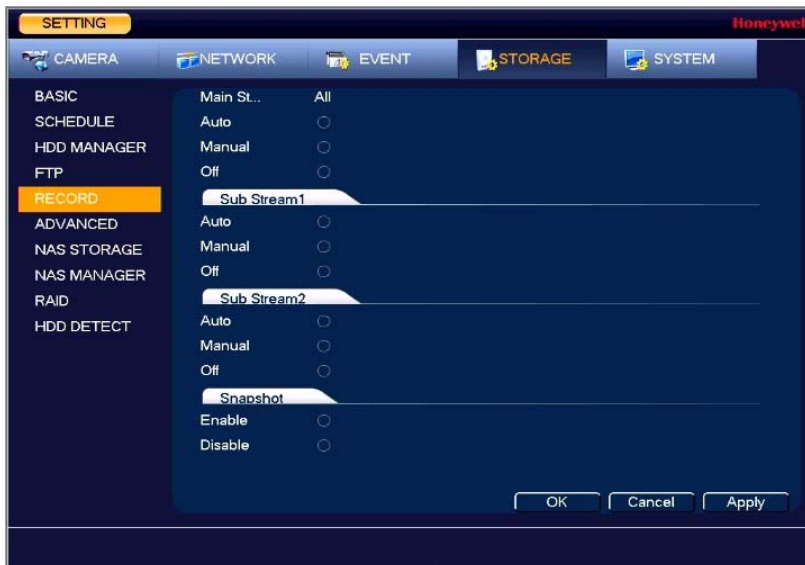 SETTING
Honeywel
CAMERA NETWORK EVENT STORAGE SYSTEM
BASIC
SCHEDULE
HDD MANAGER
FTP
RECORD
ADVANCED
NAS STORAGE
NAS MANAGER
RAID
HDD DETECT
Main St... All
Auto
Manual
Off
Sub Stream1
Auto
Manual
Off
Sub Stream2
Auto
Manual
Off
Snapshot
Enable
Disable
OK Cancel Apply